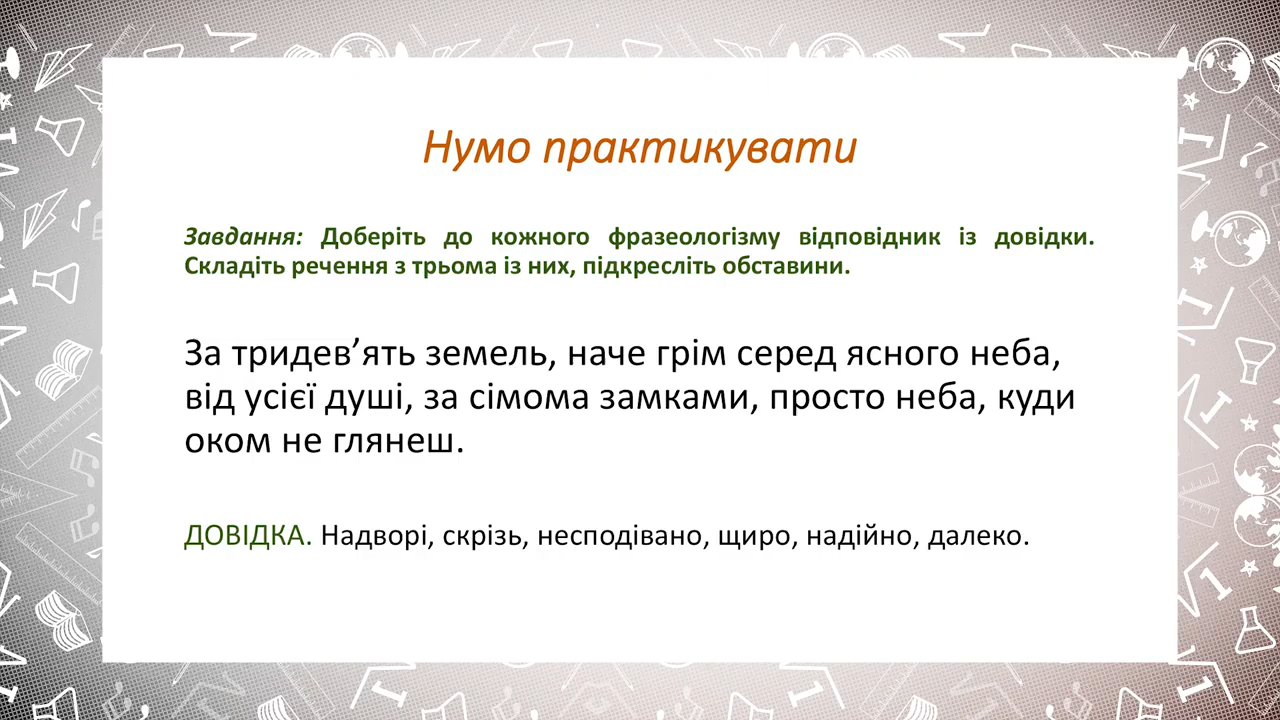 Нумо практикувати
Завдання: Доберіть до кожного фразеологізму відповідник із довідки.
Складіть речення з трьома із них, підкресліть обставини.
За тридев’ять земель, наче грім серед ясного неба,
від усієї душі, за сімома замками, просто неба, куди
оком не глянеш.
ДОВІДКА. Надворі, скрізь, несподівано, щиро, надійно, далеко.